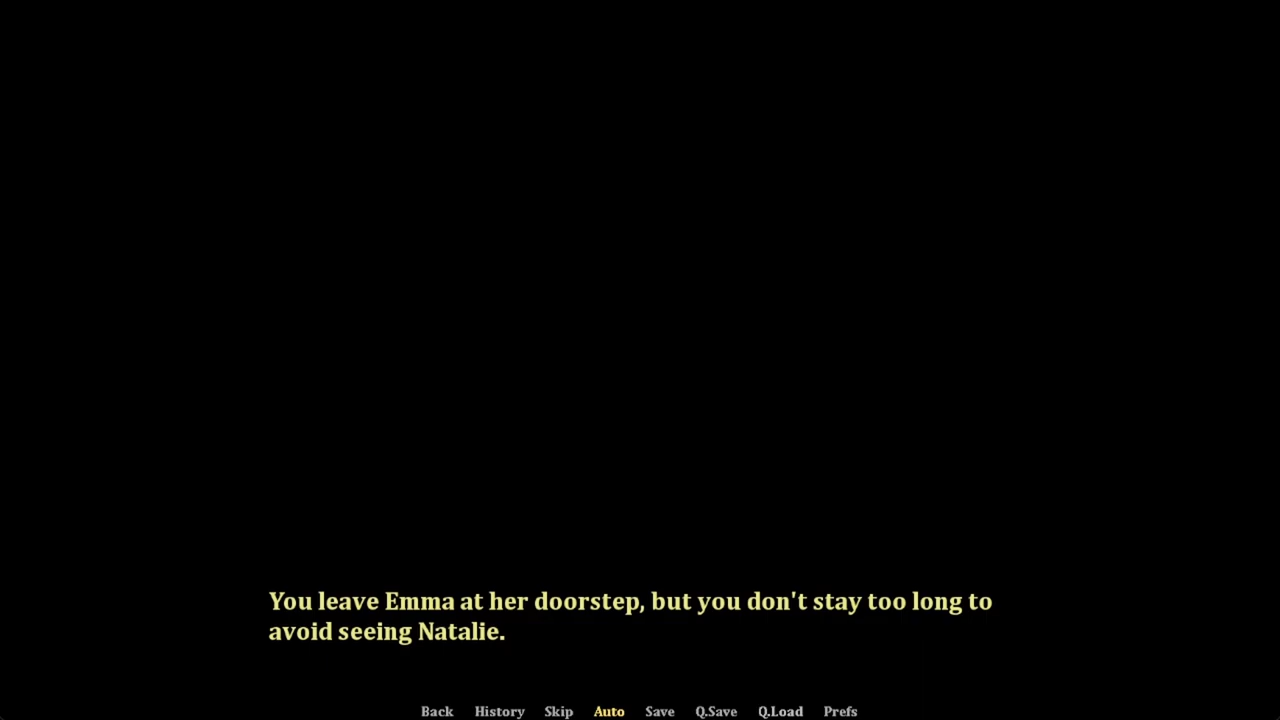 You leave Emma at her doorstep, but you don't stay too long to
avoid seeing Natalie.
Back History Skip Auto Save Q.Save Q.Load Prefs